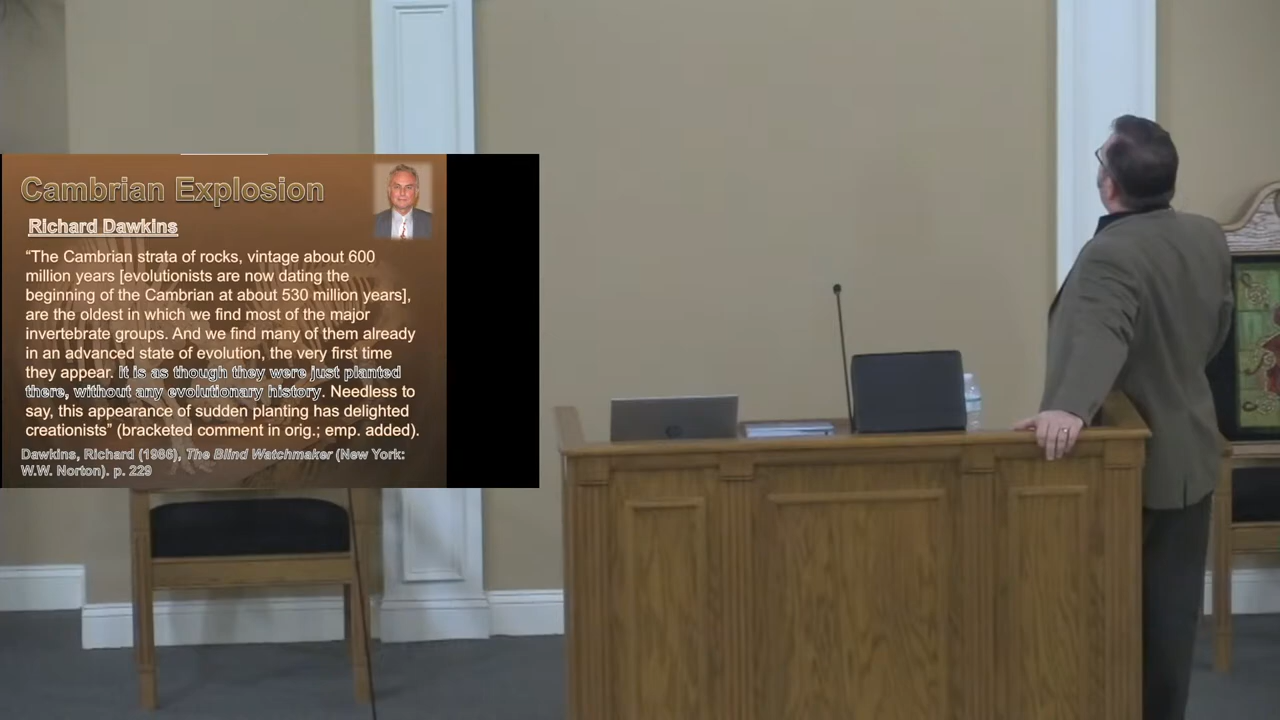 Cambrian Explosion
Richard Dawkins
“The Cambrian strata of rocks, vintage about 600
million years [evolutionists are now dating the
beginning of the Cambrian at about 530 million years],
are the oldest in which we find most of the major
invertebrate groups. And we find many of them already
in an advanced state of evolution, the very first time
they appear. It is as though they were just planted
there, without any evolutionary history. Needless to
say, this appearance of sudden planting has delighted
creationists” (bracketed comment in orig.; emp. added).
Dawkins, Richard (1986), The Blind Watchmaker (New York:
W.W. Norton). p. 229